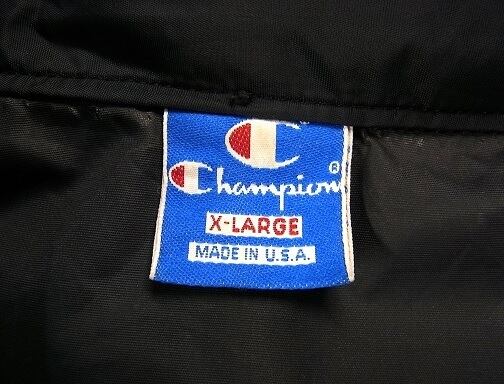 Champion®
X-LARGE
MADE IN U.S.A.